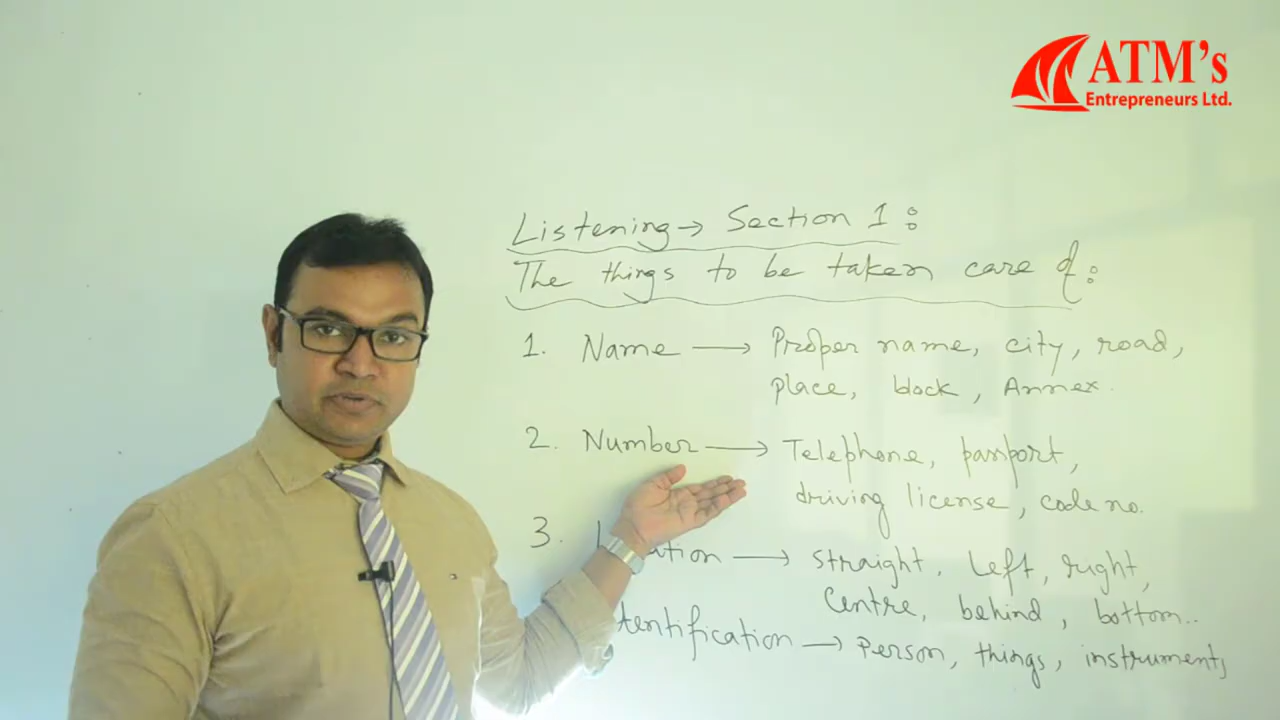 ATM's
Entrepreneurs Ltd.
Listening → Section 1 :
The things to be taken care of :
1. Name → Proper name, city, road,
place, block, Annex.
2. Number → Telephone, passport,
driving license, code no.
3. → straight, left, right,
centre, behind, bottom..
→ person, things, instruments,